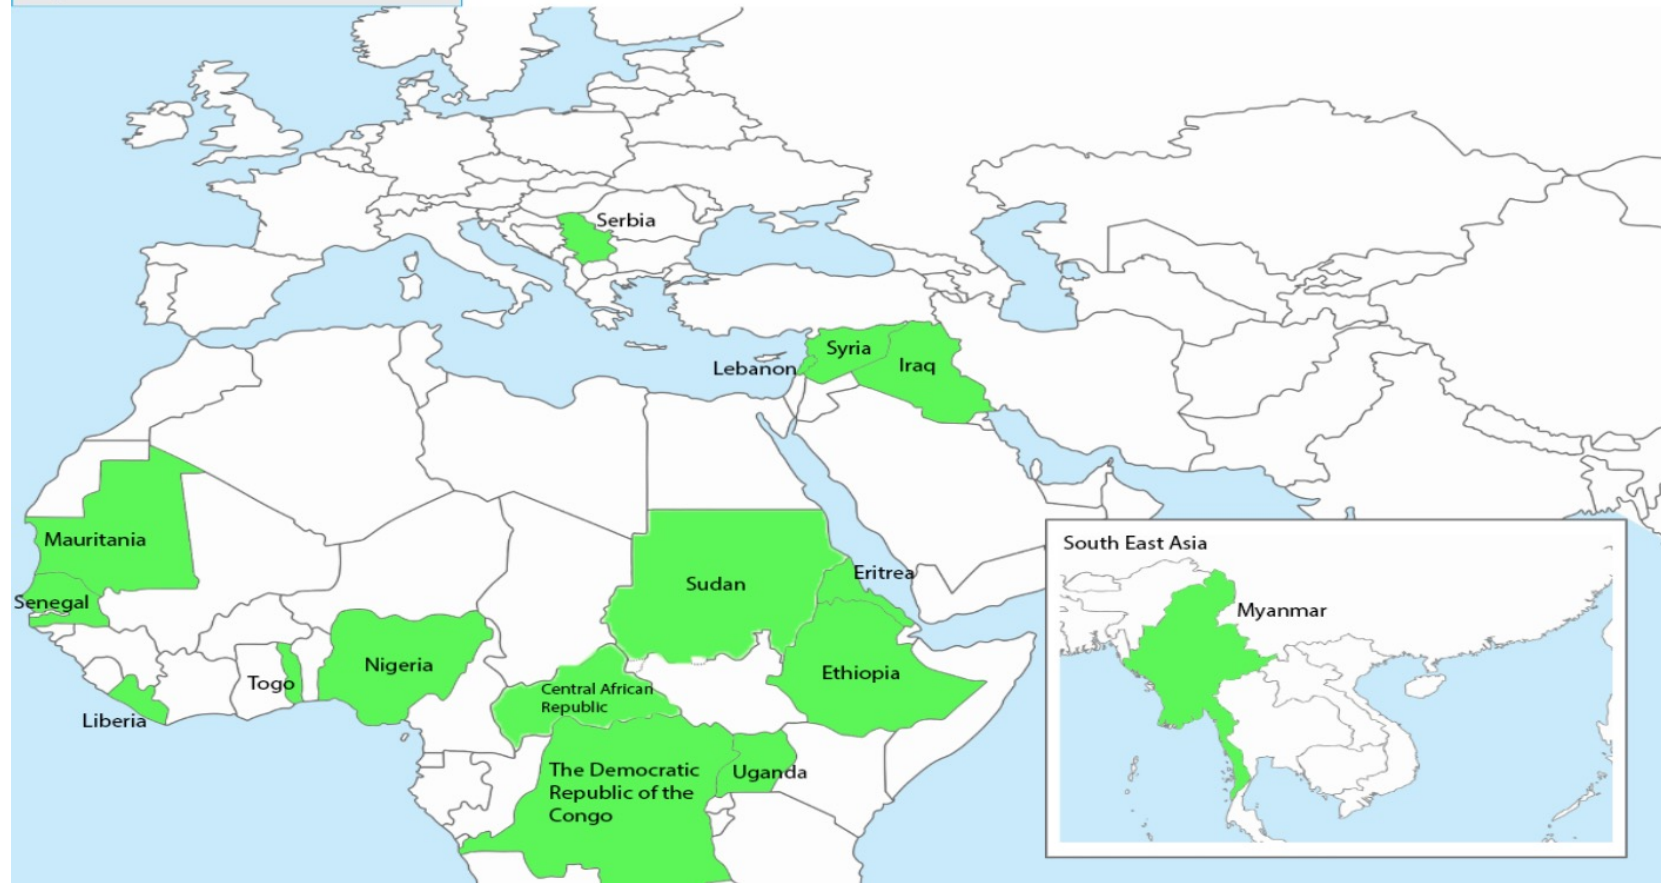 Serbia
Syria
Lebanon
Iraq
Mauritania
South East Asia
Eritrea
Sudan
Senegal
Myanmar
Nigeria
Ethiopia
Togo
Central African
Republic
Liberia
The Democratic
Republic of the
Congo
Uganda